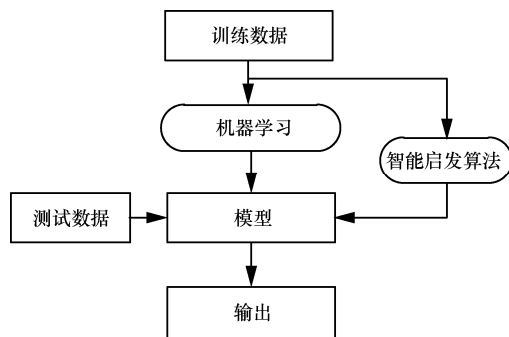 训练数据
机器学习
智能启发算法
测试数据
模型
输出